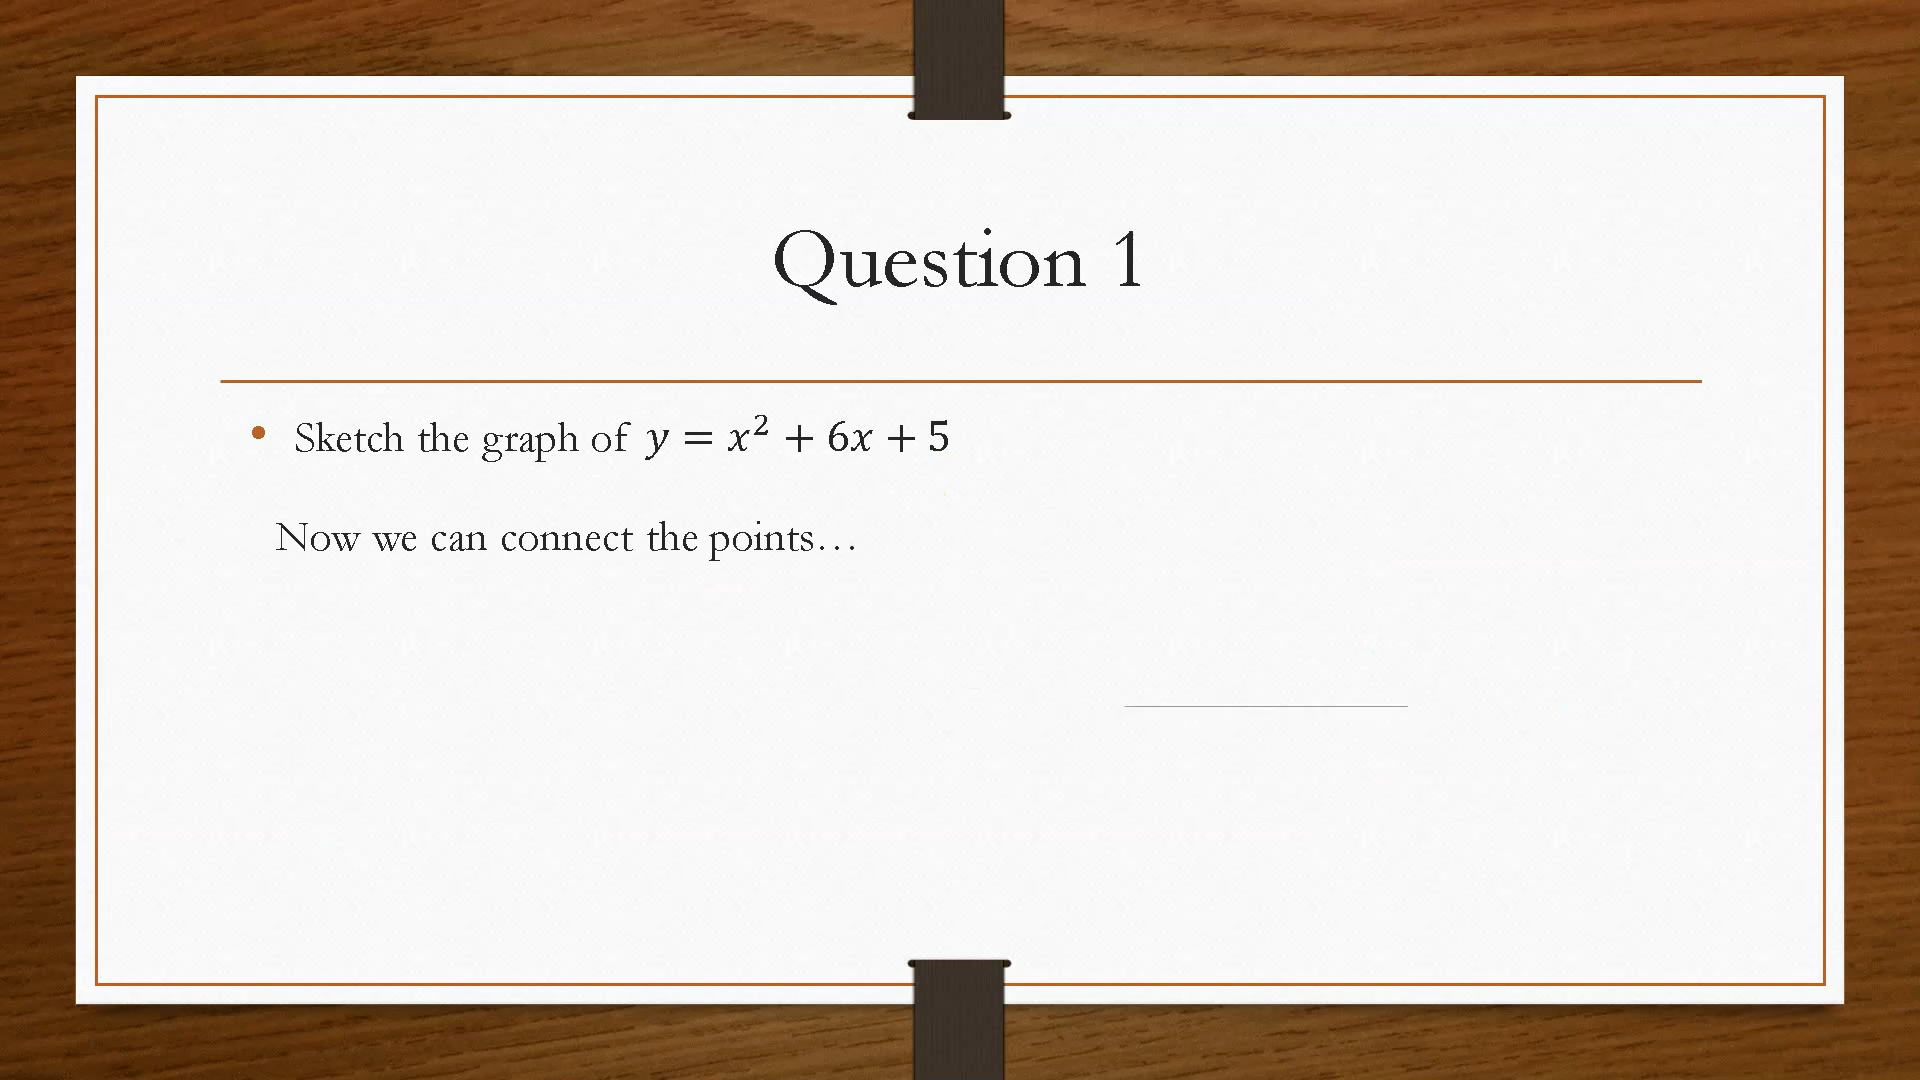 Question 1
• Sketch the graph of y = x² + 6x + 5
Now we can connect the points…